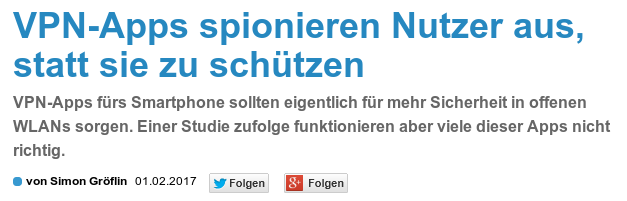 VPN-Apps spionieren Nutzer aus,
statt sie zu schützen
VPN-Apps fürs Smartphone sollten eigentlich für mehr Sicherheit in offenen
WLANs sorgen. Einer Studie zufolge funktionieren aber viele dieser Apps nicht
richtig.
von Simon Gröflin 01.02.2017 Folgen g+ Folgen